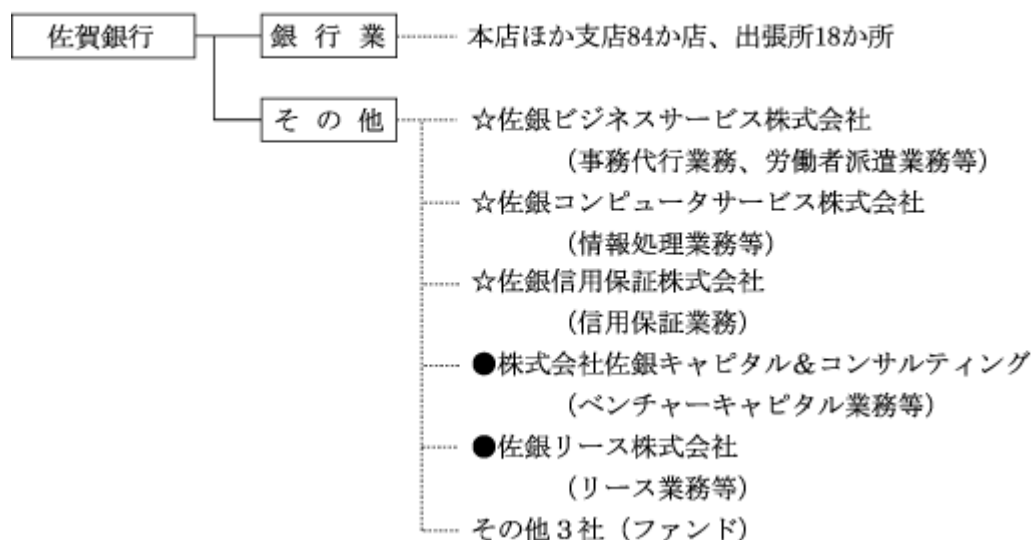 佐賀銀行 銀行業 本店ほか支店84か店、出張所18か所
その他 ☆佐銀ビジネスサービス株式会社
（事務代行業務、労働者派遣業務等）
☆佐銀コンピュータサービス株式会社
（情報処理業務等）
☆佐銀信用保証株式会社
（信用保証業務）
●株式会社佐銀キャピタル＆コンサルティング
（ベンチャーキャピタル業務等）
●佐銀リース株式会社
（リース業務等）
その他３社（ファンド）